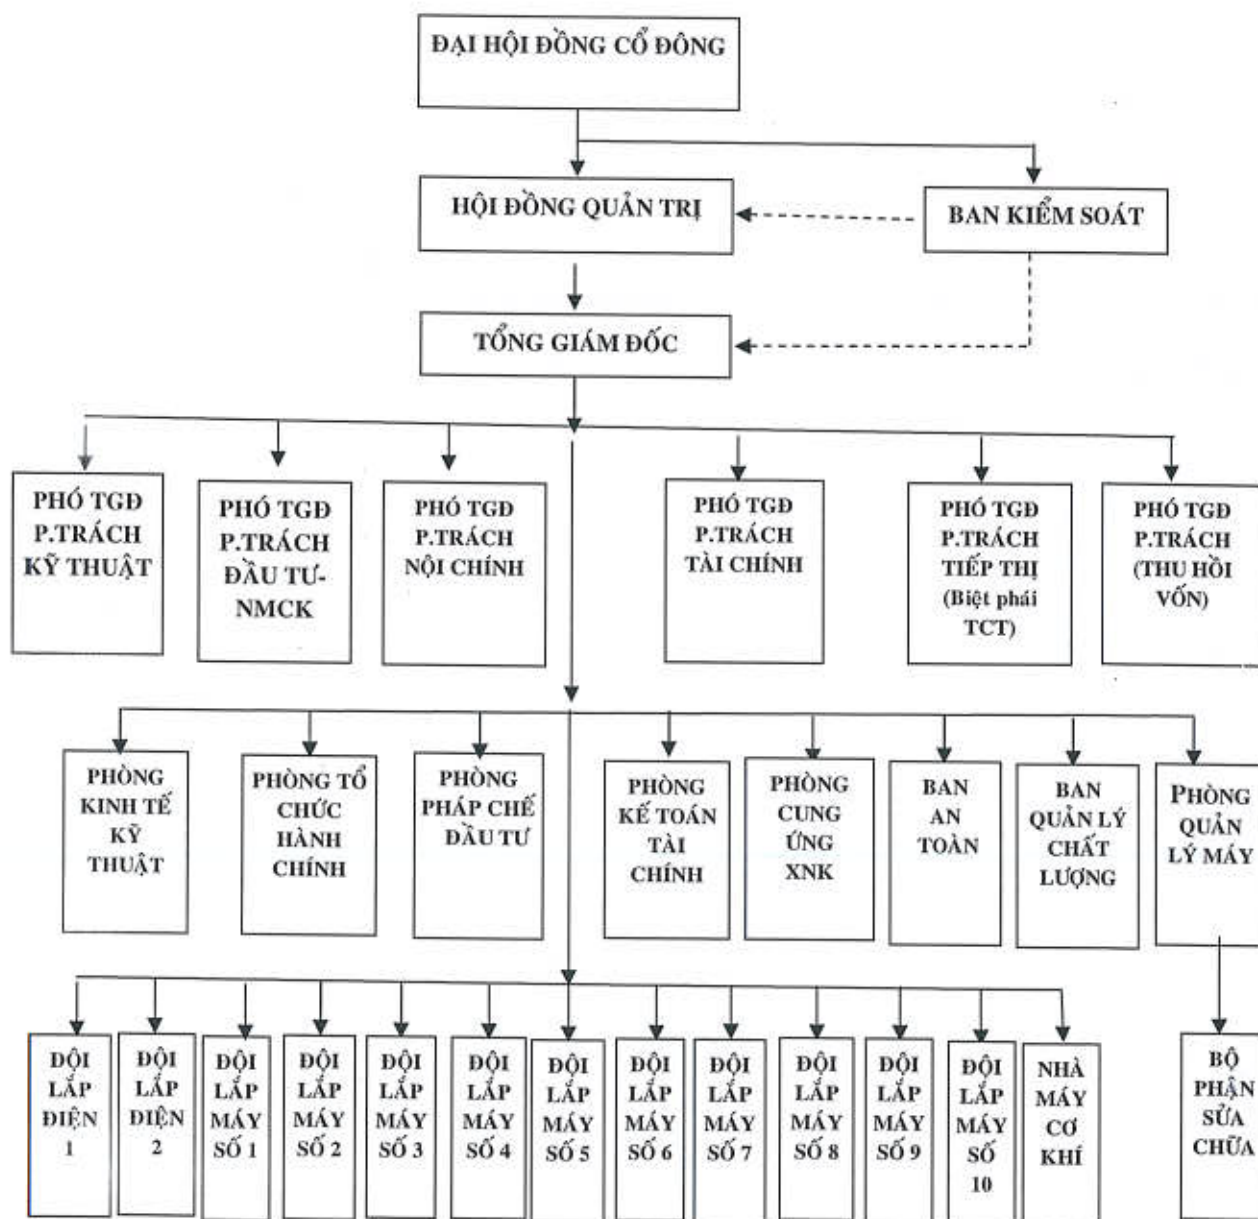 ĐẠI HỘI ĐỒNG CỔ ĐÔNG
HỘI ĐỒNG QUẢN TRỊ
BAN KIỂM SOÁT
TỔNG GIÁM ĐỐC
PHÓ TGĐ
P.TRÁCH
KỸ THUẬT
PHÓ TGĐ
P.TRÁCH
ĐẦU TƯ-
NMCK
PHÓ TGĐ
P.TRÁCH
NỘI CHÍNH
PHÓ TGĐ
P.TRÁCH
TÀI CHÍNH
PHÓ TGĐ
P.TRÁCH
TIẾP THỊ
(Biệt phái
TCT)
PHÓ TGĐ
P.TRÁCH
(THU HỒI
VỐN)
PHÒNG
KINH TẾ
KỸ
THUẬT
PHÒNG TỔ
CHỨC
HÀNH
CHÍNH
PHÒNG
PHÁP CHẾ
ĐẦU TƯ
PHÒNG
KẾ TOÁN
TÀI
CHÍNH
PHÒNG
CUNG
ỨNG
XNK
BAN
AN
TOÀN
BAN
QUẢN LÝ
CHẤT
LƯỢNG
PHÒNG
QUẢN
LÝ MÁY
ĐỘI
LẮP
ĐIỆN
1
ĐỘI
LẮP
ĐIỆN
2
ĐỘI
LẮP
MÁY
SỐ 1
ĐỘI
LẮP
MÁY
SỐ 2
ĐỘI
LẮP
MÁY
SỐ 3
ĐỘI
LẮP
MÁY
SỐ 4
ĐỘI
LẮP
MÁY
SỐ 5
ĐỘI
LẮP
MÁY
SỐ 6
ĐỘI
LẮP
MÁY
SỐ 7
ĐỘI
LẮP
MÁY
SỐ 8
ĐỘI
LẮP
MÁY
SỐ 9
ĐỘI
LẮP
MÁY
SỐ
10
NHÀ
MÁY
CƠ
KHÍ
BỘ
PHẬN
SỬA
CHỮA